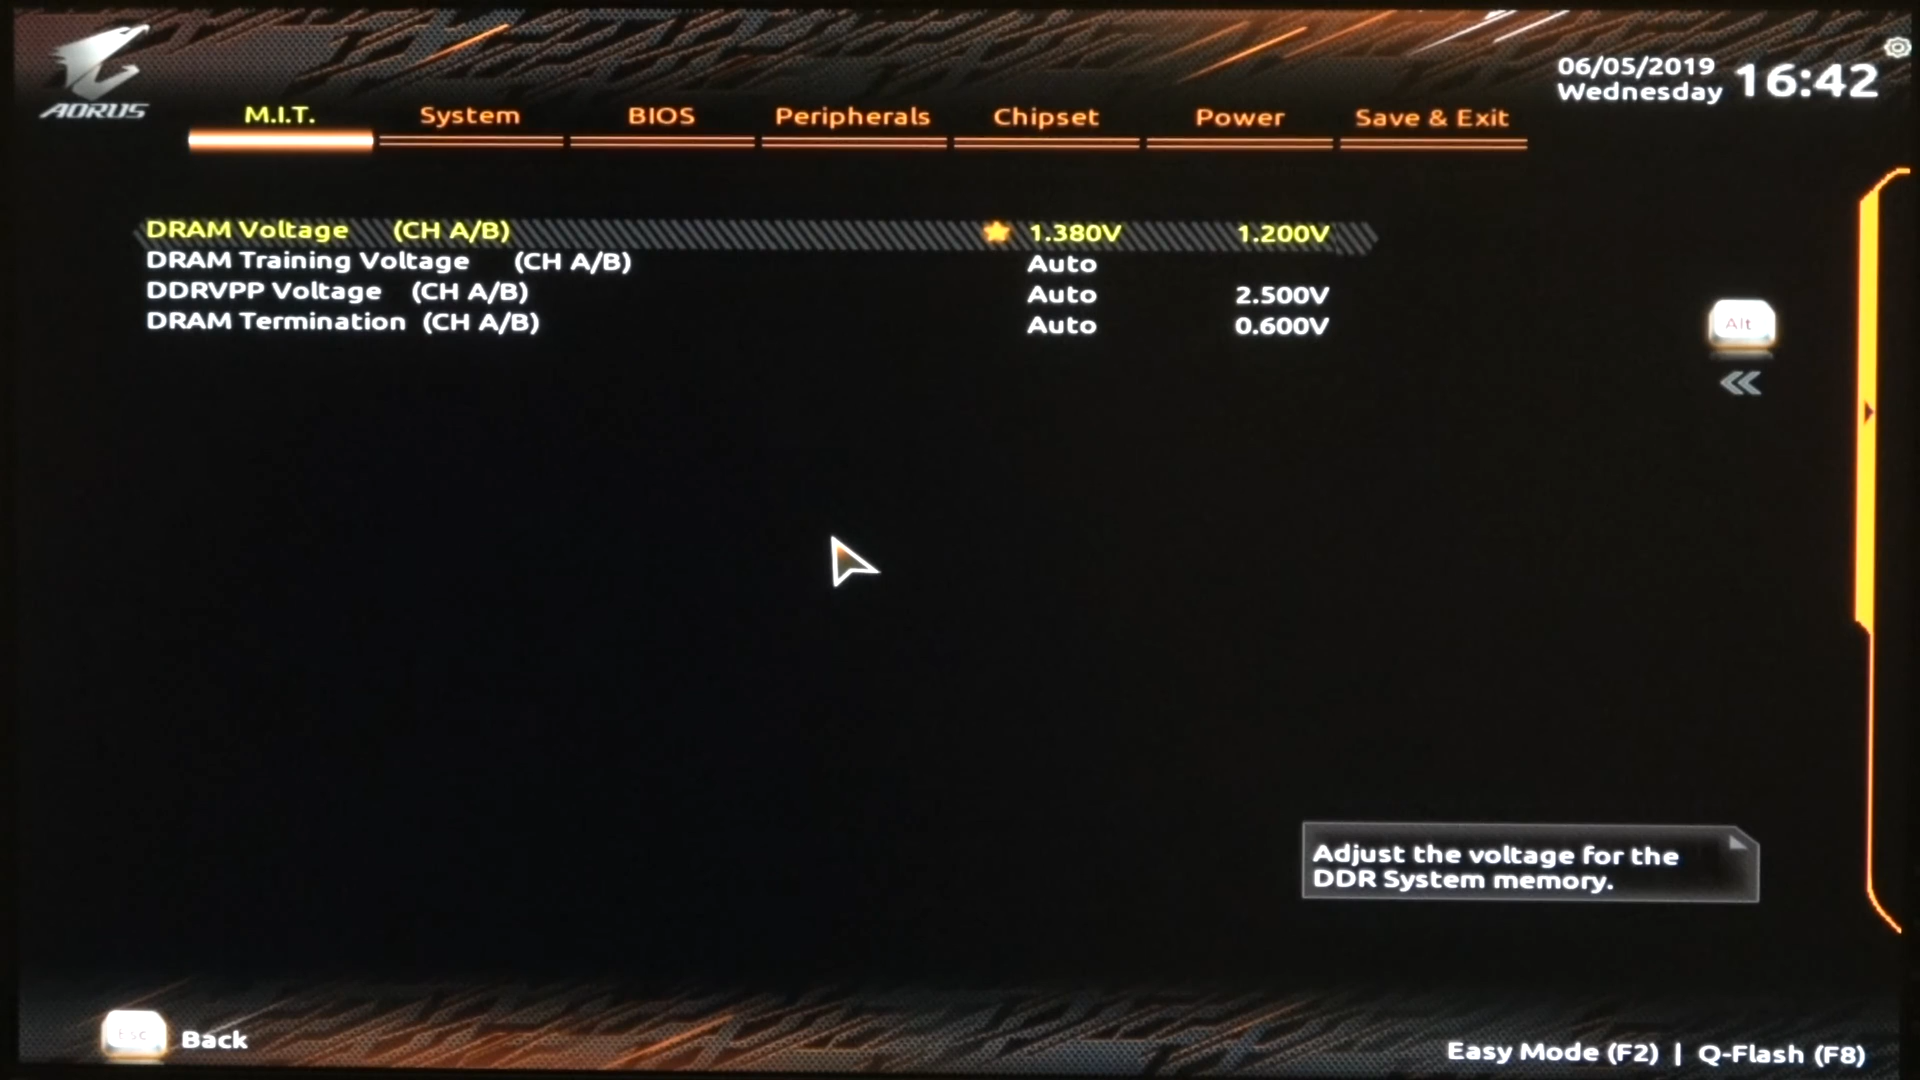 AORUS
06/05/2019
Wednesday
16:42
M.I.T. System BIOS Peripherals Chipset Power Save & Exit
DRAM Voltage (CH A/B) 1.380V 1.200V
DRAM Training Voltage (CH A/B) Auto
DDRVPP Voltage (CH A/B) Auto 2.500V
DRAM Termination (CH A/B) Auto 0.600V
Alt
Adjust the voltage for the
DDR System memory.
Esc Back
Easy Mode (F2) | Q-Flash (F8)